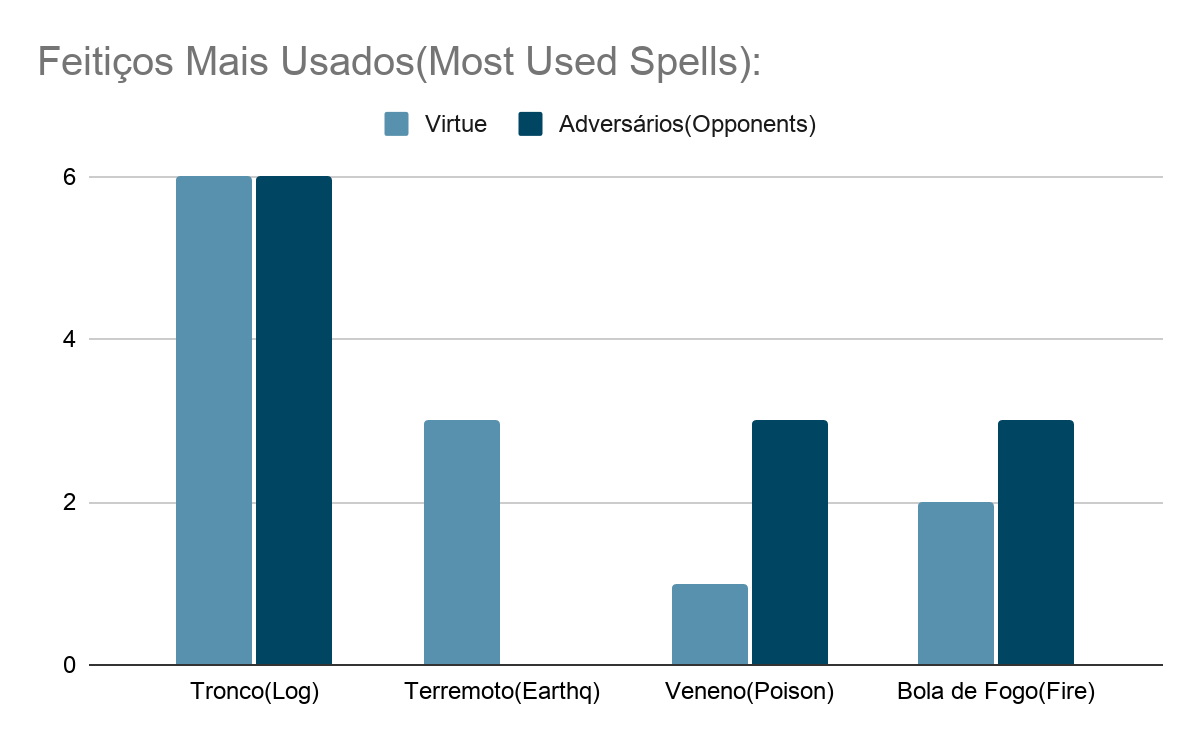 Feitiços Mais Usados(Most Used Spells):
Virtue
Adversários(Opponents)
6
4
2
0
Tronco(Log)
Terremoto(Earthq)
Veneno(Poison)
Bola de Fogo(Fire)